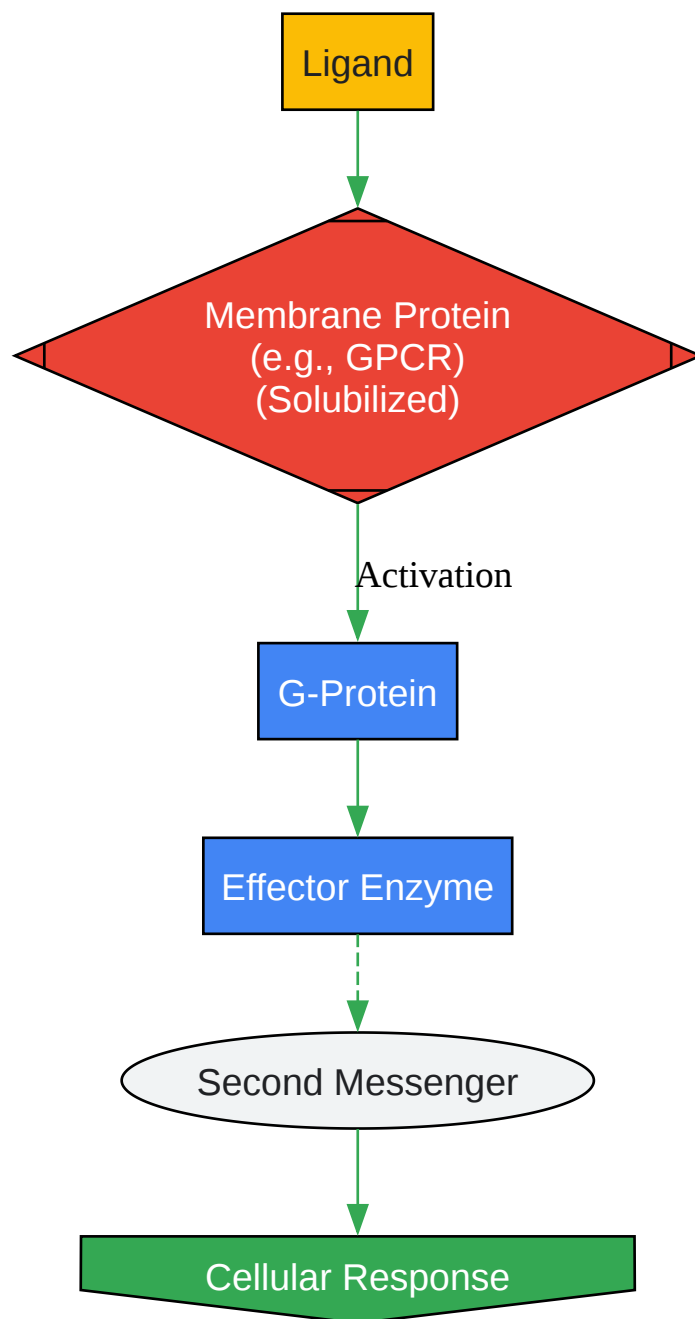 Ligand
Membrane Protein
(e.g., GPCR)
(Solubilized)
Activation
G-Protein
Effector Enzyme
Second Messenger
Cellular Response